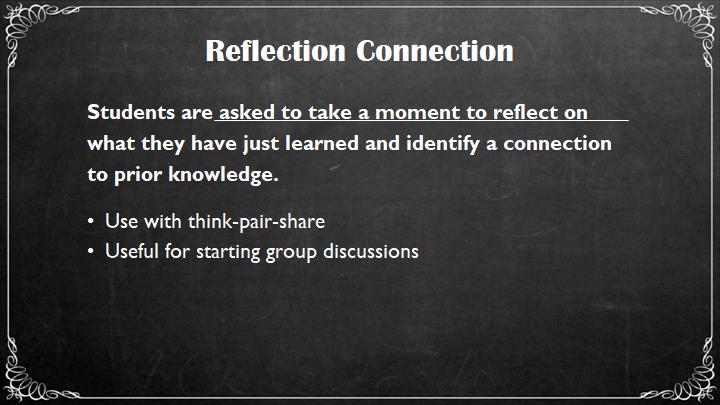 Reflection Connection
Students are asked to take a moment to reflect on
what they have just learned and identify a connection
to prior knowledge.
• Use with think-pair-share
• Useful for starting group discussions